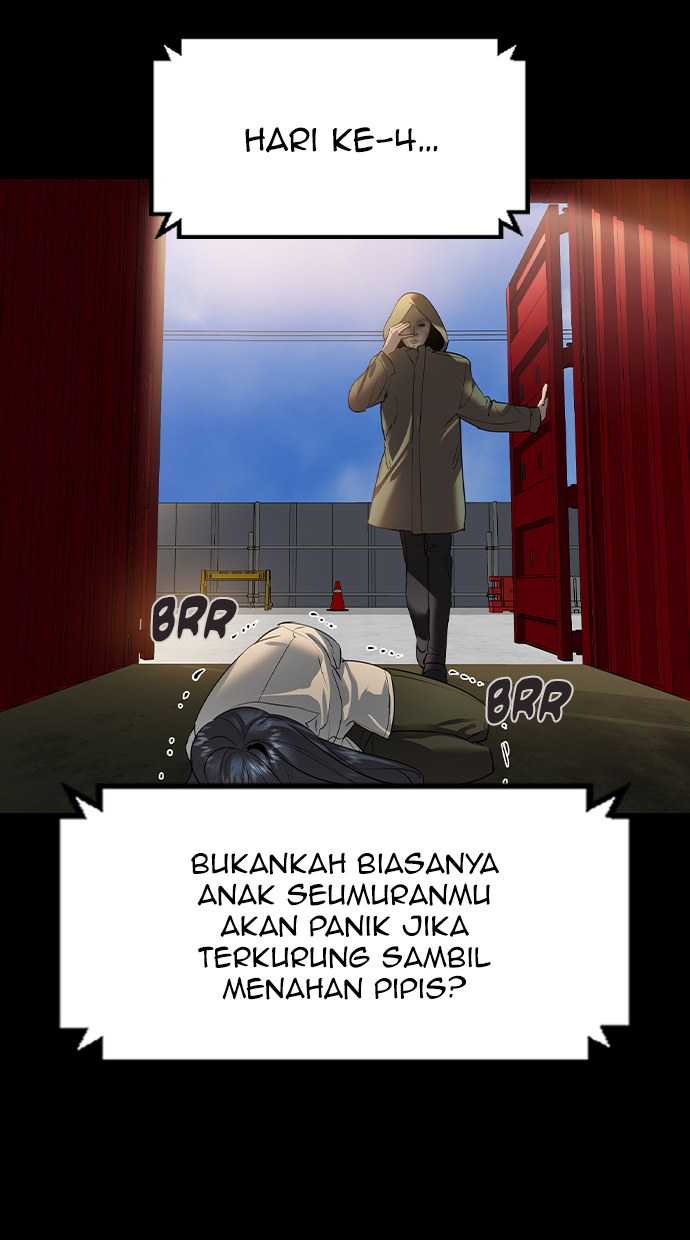 HARI KE-4...
BRR
BRR
BUKANKAH BIASANYA
ANAK SEUMURANMU
AKAN PANIK JIKA
TERKURUNG SAMBIL
MENAHAN PIPIS?